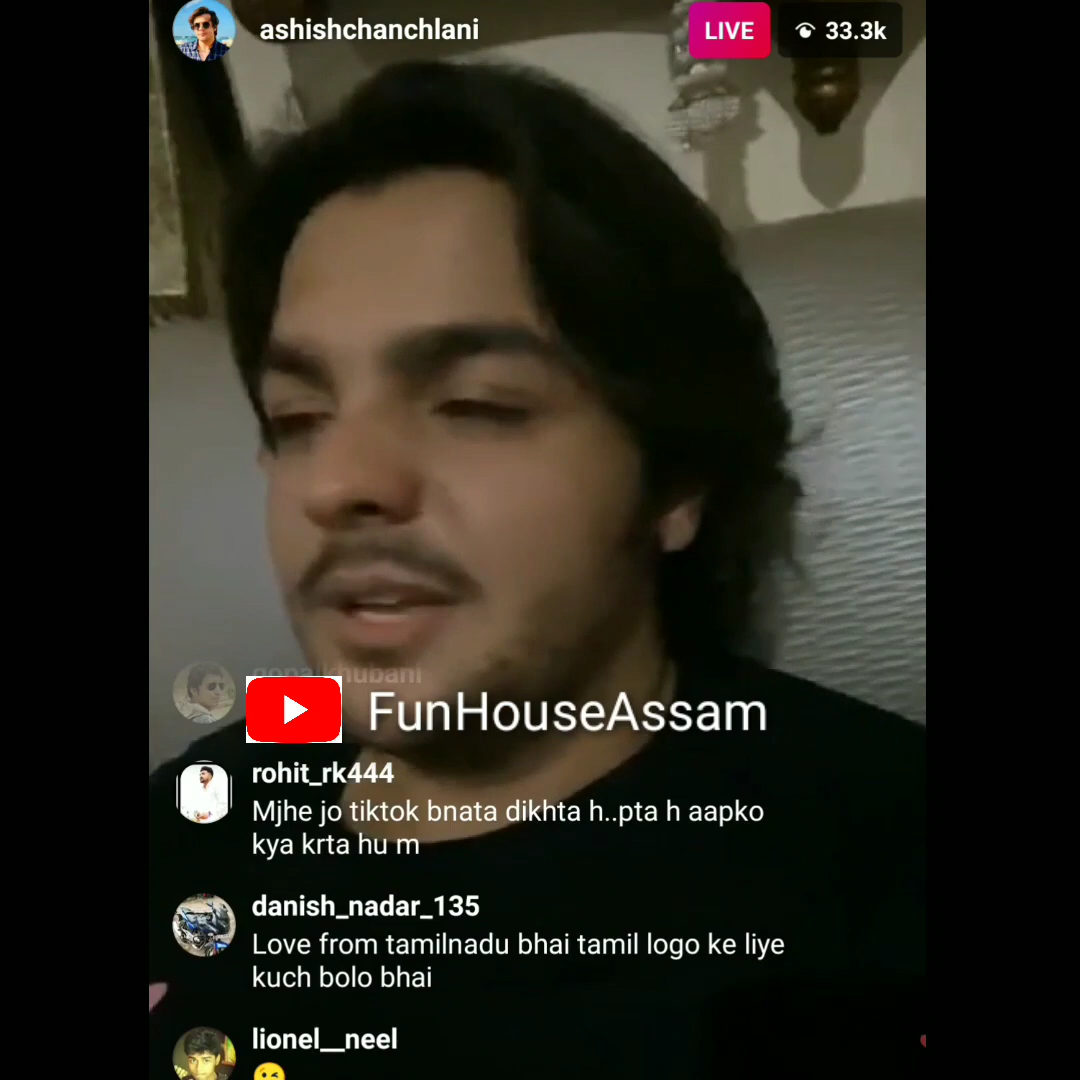 ashishchanchlani
LIVE
33.3k
gopalkhubani
FunHouseAssam
rohit_rk444
Mjhe jo tiktok bnata dikhta h..pta h aapko
kya krta hu m
danish_nadar_135
Love from tamilnadu bhai tamil logo ke liye
kuch bolo bhai
lionel__neel